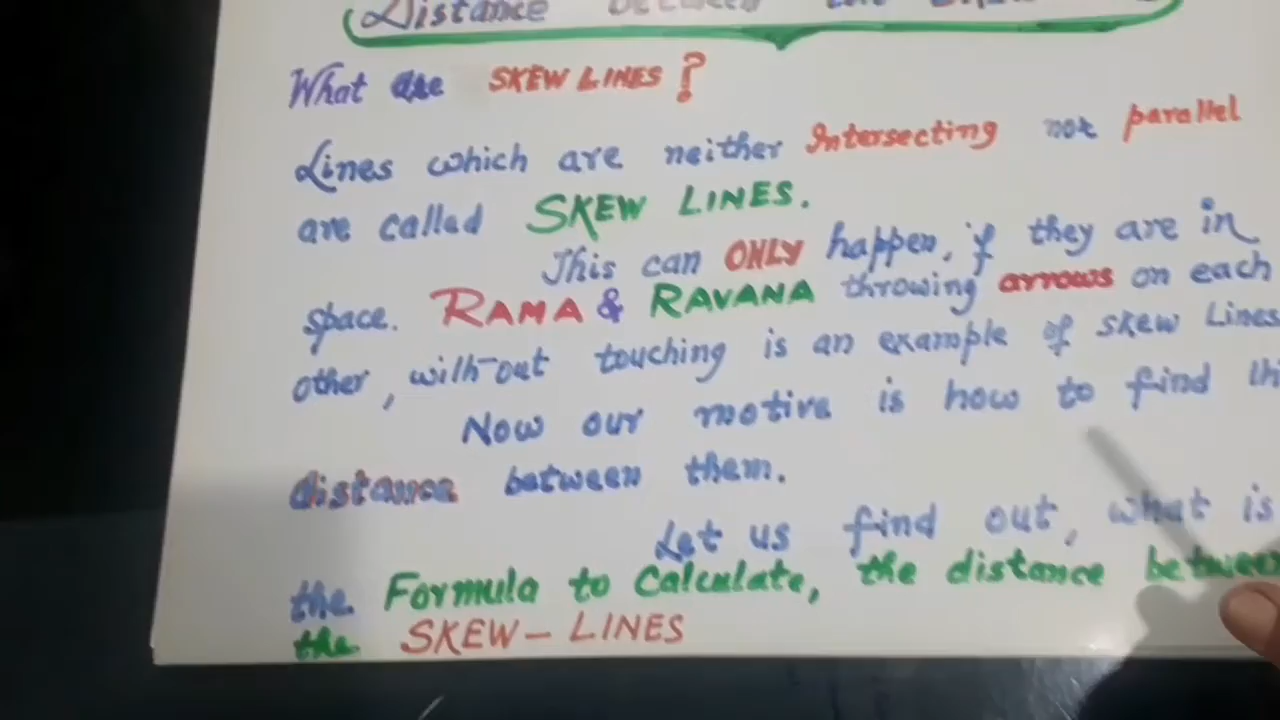 Distance between the
What are SKEW LINES?
Lines which are neither Intersecting nor parallel
are called SKEW LINES.
This can ONLY happen, if they are in
space. RAMA & RAVANA throwing arrows on each
other, with-out touching is an example of skew Lines
Now our motive is how to find
distance between them.
Let us find out, what is
the Formula to Calculate, the distance between
the SKEW-LINES